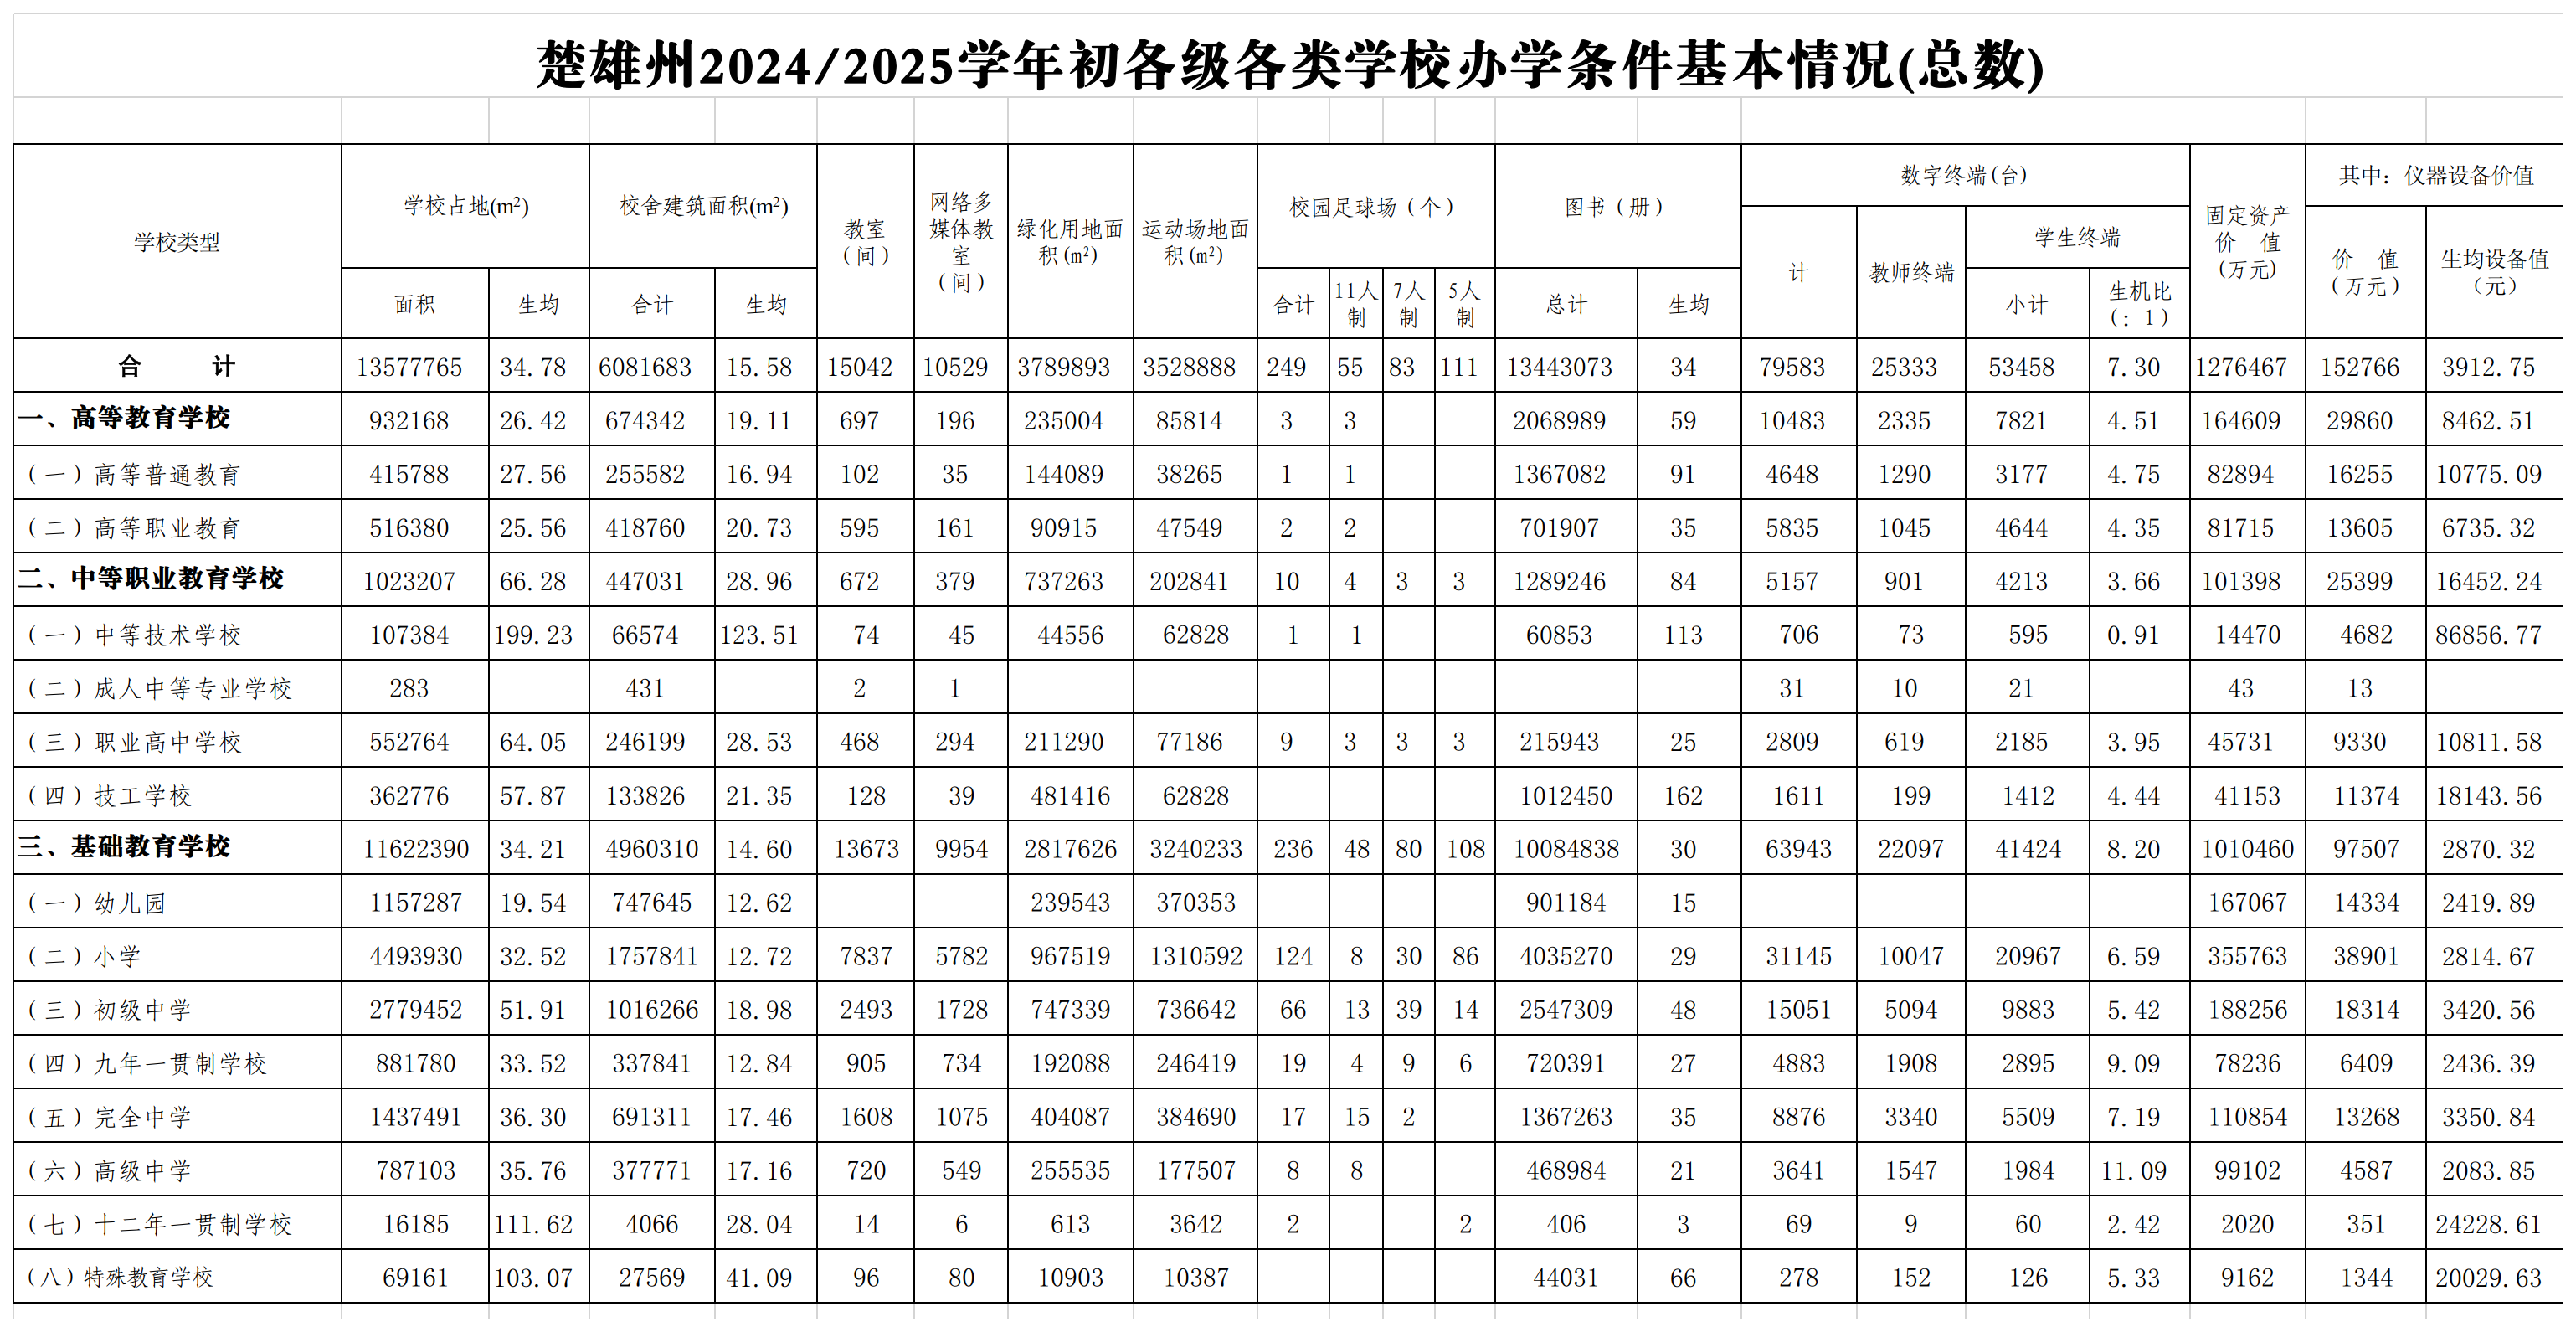 楚雄州2024/2025学年初各级各类学校办学条件基本情况(总数)
学校类型 学校占地(m²) 校舍建筑面积(m²) 教室(间) 网络多媒体教室(间) 绿化用地面积(m²) 运动场地面积(m²) 校园足球场（个） 图书（册） 数字终端(台) 固定资产价 值(万元) 其中：仪器设备价值
面积 生均 合计 生均 合计 11人制 7人制 5人制 总计 生均 计 教师终端 学生终端 小计 生机比(：1) 价 值(万元) 生均设备值（元）
合 计 13577765 34.78 6081683 15.58 15042 10529 3789893 3528888 249 55 83 111 13443073 34 79583 25333 53458 7.30 1276467 152766 3912.75
一、高等教育学校 932168 26.42 674342 19.11 697 196 235004 85814 3 3 2068989 59 10483 2335 7821 4.51 164609 29860 8462.51
（一）高等普通教育 415788 27.56 255582 16.94 102 35 144089 38265 1 1 1367082 91 4648 1290 3177 4.75 82894 16255 10775.09
（二）高等职业教育 516380 25.56 418760 20.73 595 161 90915 47549 2 2 701907 35 5835 1045 4644 4.35 81715 13605 6735.32
二、中等职业教育学校 1023207 66.28 447031 28.96 672 379 737263 202841 10 4 3 3 1289246 84 5157 901 4213 3.66 101398 25399 16452.24
（一）中等技术学校 107384 199.23 66574 123.51 74 45 44556 62828 1 1 60853 113 706 73 595 0.91 14470 4682 86856.77
（二）成人中等专业学校 283 431 2 1 31 10 21 43 13
（三）职业高中学校 552764 64.05 246199 28.53 468 294 211290 77186 9 3 3 3 215943 25 2809 619 2185 3.95 45731 9330 10811.58
（四）技工学校 362776 57.87 133826 21.35 128 39 481416 62828 1012450 162 1611 199 1412 4.44 41153 11374 18143.56
三、基础教育学校 11622390 34.21 4960310 14.60 13673 9954 2817626 3240233 236 48 80 108 10084838 30 63943 22097 41424 8.20 1010460 97507 2870.32
（一）幼儿园 1157287 19.54 747645 12.62 239543 370353 901184 15 167067 14334 2419.89
（二）小学 4493930 32.52 1757841 12.72 7837 5782 967519 1310592 124 8 30 86 4035270 29 31145 10047 20967 6.59 355763 38901 2814.67
（三）初级中学 2779452 51.91 1016266 18.98 2493 1728 747339 736642 66 13 39 14 2547309 48 15051 5094 9883 5.42 188256 18314 3420.56
（四）九年一贯制学校 881780 33.52 337841 12.84 905 734 192088 246419 19 4 9 6 720391 27 4883 1908 2895 9.09 78236 6409 2436.39
（五）完全中学 1437491 36.30 691311 17.46 1608 1075 404087 384690 17 15 2 1367263 35 8876 3340 5509 7.19 110854 13268 3350.84
（六）高级中学 787103 35.76 377771 17.16 720 549 255535 177507 8 8 468984 21 3641 1547 1984 11.09 99102 4587 2083.85
（七）十二年一贯制学校 16185 111.62 4066 28.04 14 6 613 3642 2 2 406 3 69 9 60 2.42 2020 351 24228.61
（八）特殊教育学校 69161 103.07 27569 41.09 96 80 10903 10387 44031 66 278 152 126 5.33 9162 1344 20029.63